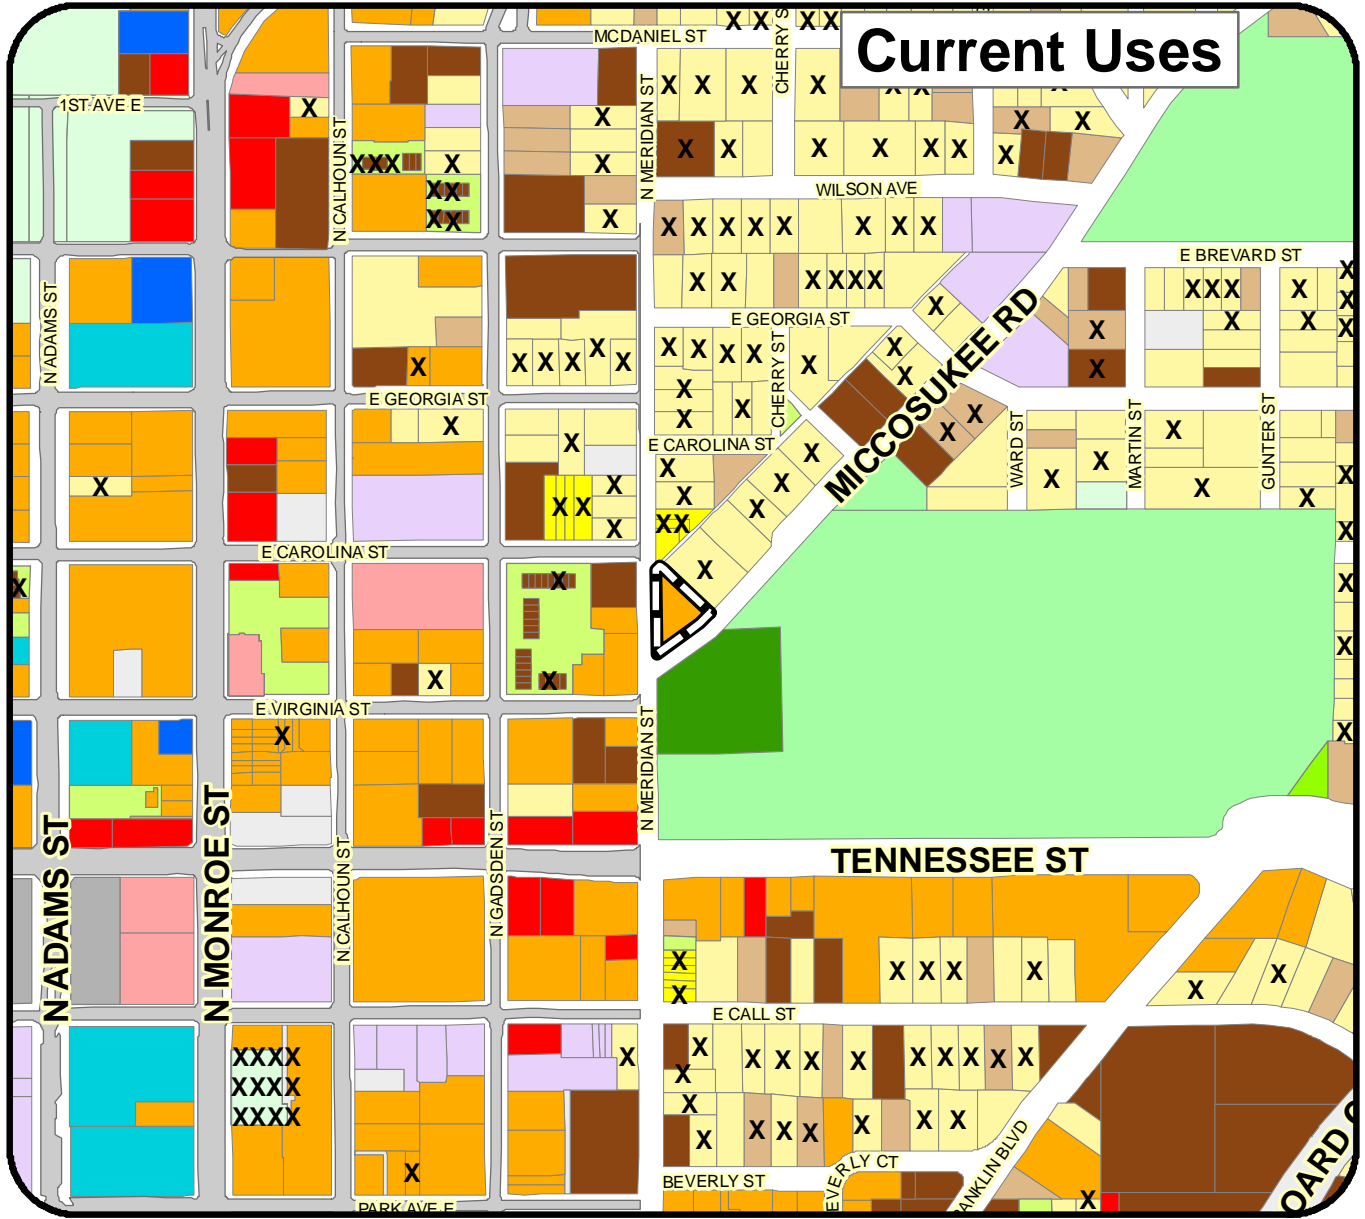 Current Uses
MCDANIEL ST
CHERRY S
1ST AVE E
N MERIDIAN ST
N CALHOUN ST
WILSON AVE
E BREVARD ST
N ADAMS ST
E GEORGIA ST
MICCOSUKEE RD
CHERRY ST
E GEORGIA ST
E CAROLINA ST
WARD ST
MARTIN ST
GUNTER ST
E CAROLINA ST
E VIRGINIA ST
N MERIDIAN ST
N ADAMS ST
N MONROE ST
N CALHOUN ST
N GADSDEN ST
TENNESSEE ST
E CALL ST
BEVERLY ST
EVERLY CT
ANKLIN BLVD
OARD C
PARK AVE E